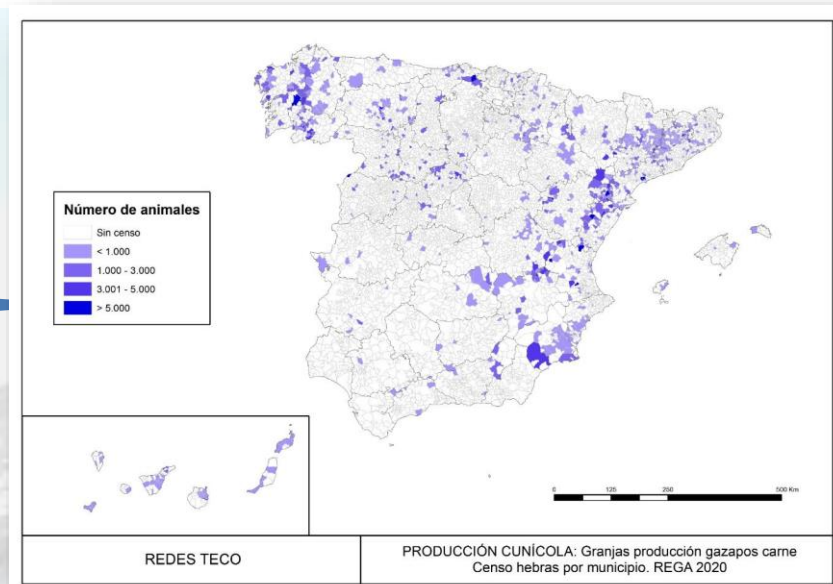 Número de animales
Sin censo
< 1.000
1.000 - 3.000
3.001 - 5.000
> 5.000
0 125 250 500 Km
REDES TECO
PRODUCCIÓN CUNÍCOLA: Granjas producción gazapos carne
Censo hebras por municipio. REGA 2020